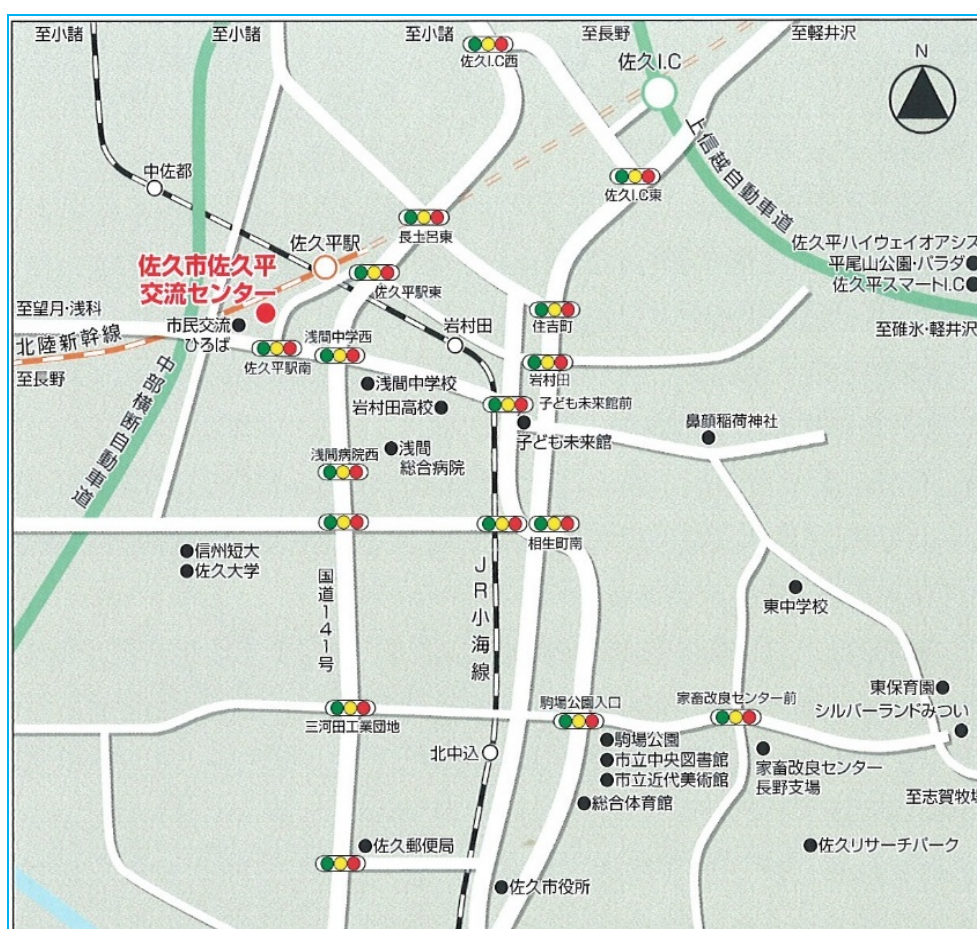 至小諸
至小諸
至小諸
至長野
至軽井沢
佐久I.C西
佐久I.C
N
上信越自動車道
中佐都
佐久I.C東
長土呂東
佐久平駅
佐久平ハイウェイオアシス
平尾山公園・パラダ
佐久平スマートI.C
佐久市佐久平
交流センター
佐久平駅東
至望月・浅科
市民交流
ひろば
浅間中学西
岩村田
住吉町
至碓氷・軽井沢
北陸新幹線
佐久平駅南
至長野
中部横断自動車道
浅間中学校
岩村田
岩村田高校
子ども未来館前
鼻顔稲荷神社
子ども未来館
浅間病院西
浅間
総合病院
相生町南
信州短大
佐久大学
国道141号
JR小海線
東中学校
東保育園
シルバーランドみつい
駒場公園入口
家畜改良センター前
三河田工業団地
北中込
駒場公園
市立中央図書館
市立近代美術館
総合体育館
家畜改良センター
長野支場
至志賀牧場
佐久郵便局
佐久リサーチパーク
佐久市役所